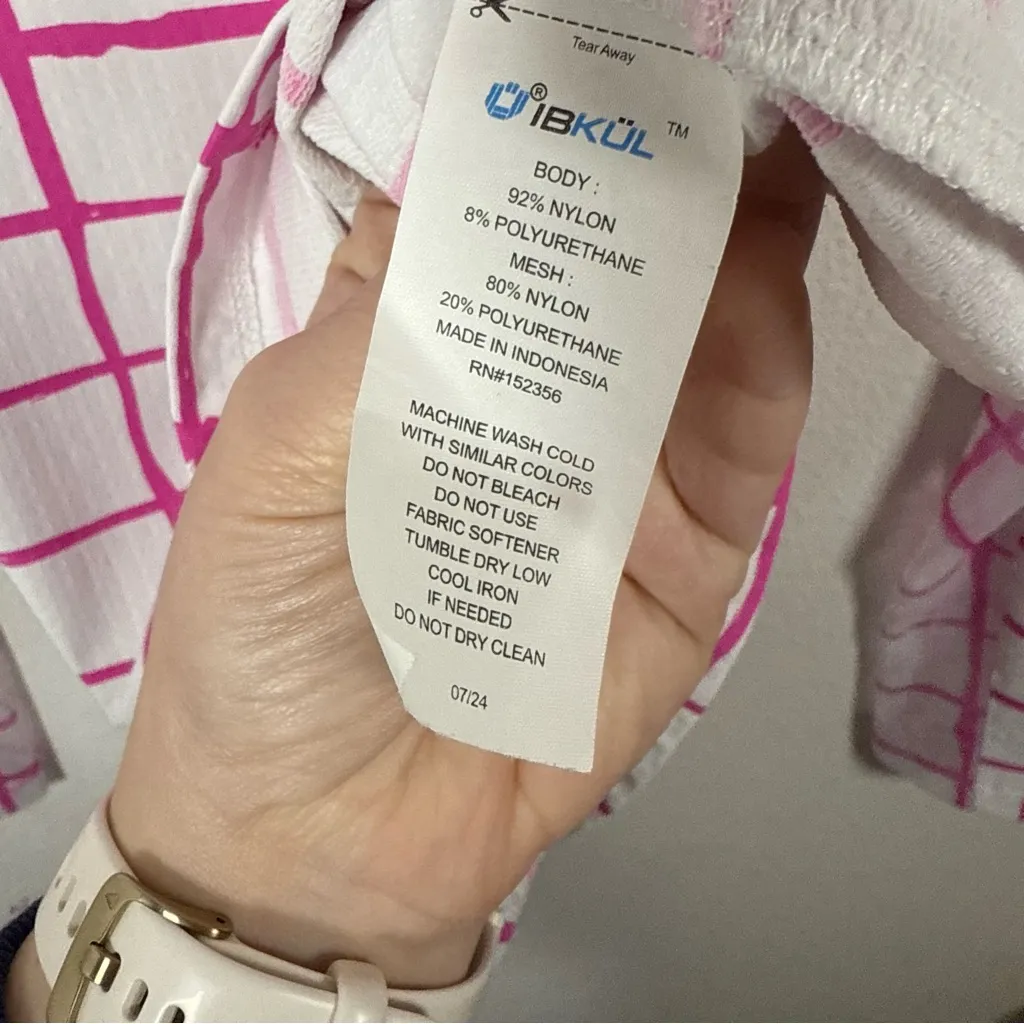 Tear Away
® IBKÜL ™
BODY :
92% NYLON
8% POLYURETHANE
MESH :
80% NYLON
20% POLYURETHANE
MADE IN INDONESIA
RN#152356
MACHINE WASH COLD
WITH SIMILAR COLORS
DO NOT BLEACH
DO NOT USE
FABRIC SOFTENER
TUMBLE DRY LOW
COOL IRON
IF NEEDED
DO NOT DRY CLEAN
07/24